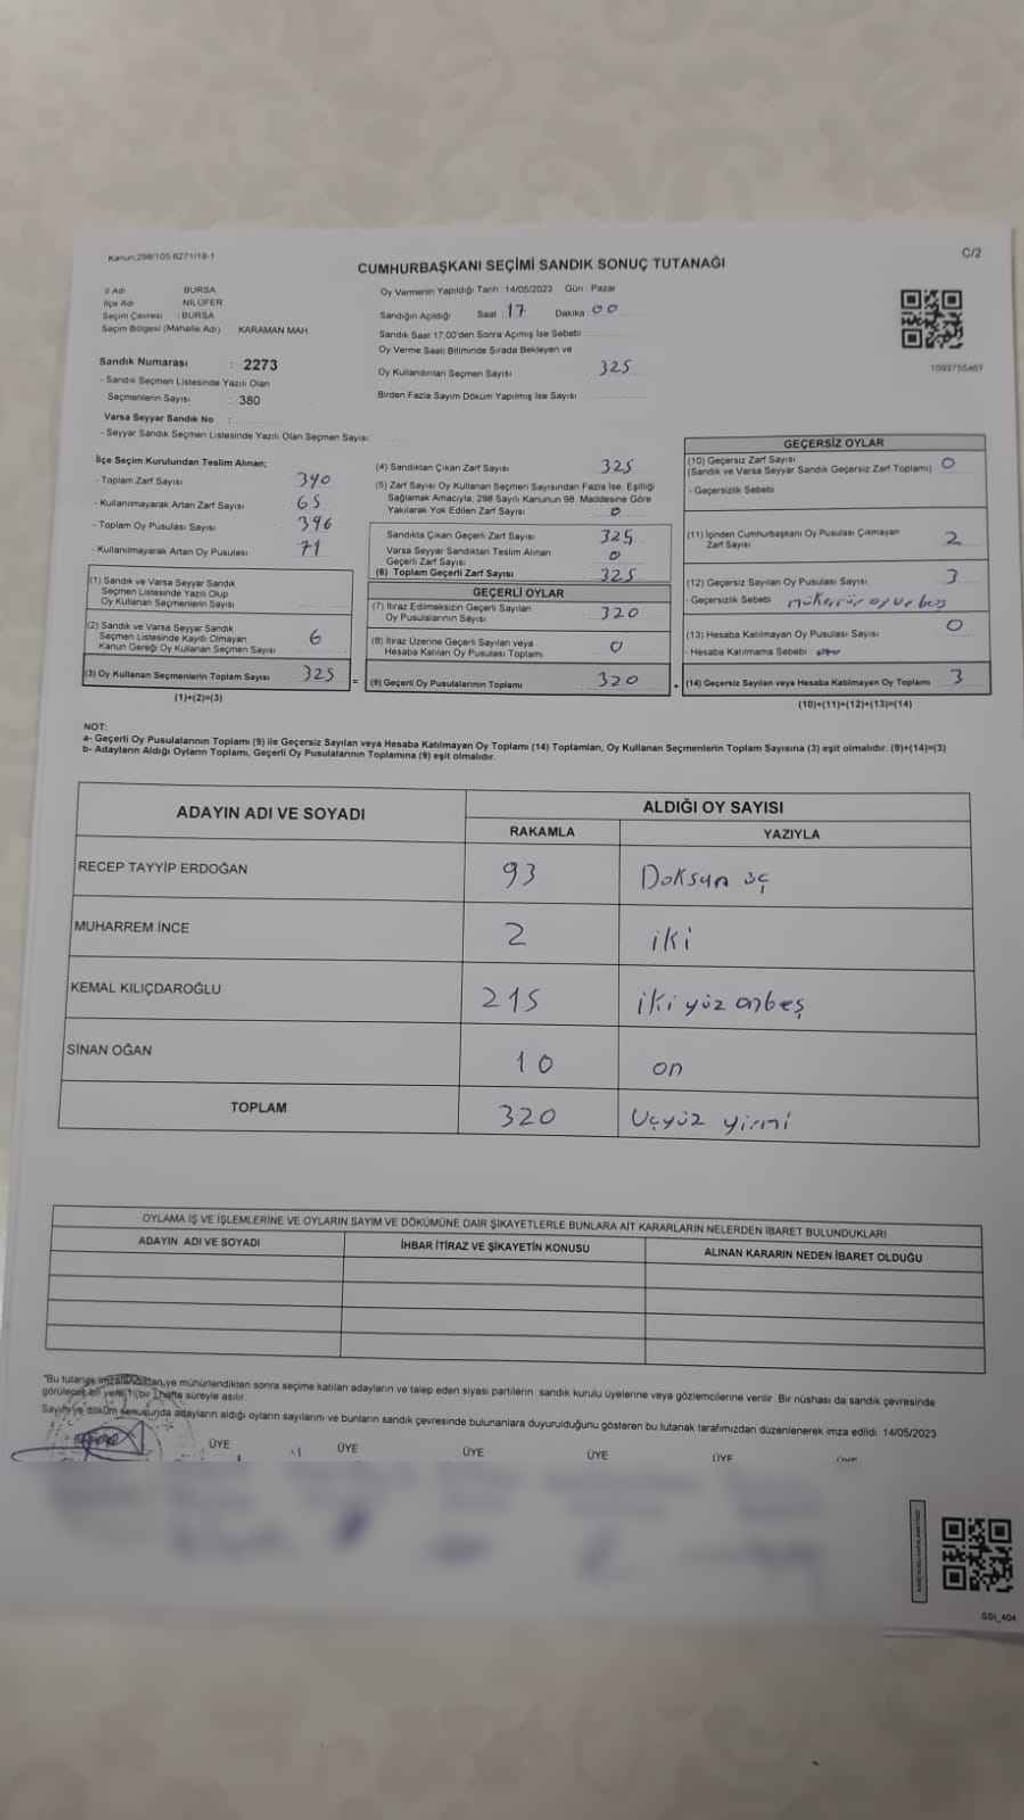 Kanun:298/105 6271/18-1
C/2
CUMHURBAŞKANI SEÇİMİ SANDIK SONUÇ TUTANAĞI
İl Adı BURSA
İlçe Adı NİLÜFER
Seçim Çevresi : BURSA
Seçim Bölgesi (Mahalle Adı) KARAMAN MAH.
Sandık Numarası : 2273
- Sandık Seçmen Listesinde Yazılı Olan
Seçmenlerin Sayısı 380
Varsa Seyyar Sandık No :
- Seyyar Sandık Seçmen Listesinde Yazılı Olan Seçmen Sayısı
Oy Vermenin Yapıldığı Tarih 14/05/2023 Gün : Pazar
Sandığın Açıldığı Saat : 17 Dakika 00
Sandık Saat 17:00'den Sonra Açılmış İse Sebebi
Oy Verme Saati Bitiminde Sırada Bekleyen ve
Oy Kullandırılan Seçmen Sayısı 325
Birden Fazla Sayım Döküm Yapılmış İse Sayısı
İlçe Seçim Kurulundan Teslim Alınan;
- Toplam Zarf Sayısı 390
- Kullanılmayarak Artan Zarf Sayısı 65
- Toplam Oy Pusulası Sayısı 396
- Kullanılmayarak Artan Oy Pusulası 71
(1) Sandık ve Varsa Seyyar Sandık
Seçmen Listesinde Yazılı Olup
Oy Kullanan Seçmenlerin Sayısı
(2) Sandık ve Varsa Seyyar Sandık
Seçmen Listesinde Kayıtlı Olmayan
Kanun Gereği Oy Kullanan Seçmen Sayısı 6
(3) Oy Kullanan Seçmenlerin Toplam Sayısı 325 =
(1)+(2)=(3)
(4) Sandıktan Çıkan Zarf Sayısı 325
(5) Zarf Sayısı Oy Kullanan Seçmen Sayısından Fazla İse, Eşitliği
Sağlamak Amacıyla, 298 Sayılı Kanunun 98. Maddesine Göre
Yakılarak Yok Edilen Zarf Sayısı 0
Sandıkta Çıkan Geçerli Zarf Sayısı 325
Varsa Seyyar Sandıktan Teslim Alınan
Geçerli Zarf Sayısı 0
(6) Toplam Geçerli Zarf Sayısı 325
GEÇERLİ OYLAR
(7) İtiraz Edilmeksizin Geçerli Sayılan
Oy Pusulalarının Sayısı 320
(8) İtiraz Üzerine Geçerli Sayılan veya
Hesaba Katılan Oy Pusulası Toplamı 0
(9) Geçerli Oy Pusulalarının Toplamı 320 +
GEÇERSİZ OYLAR
(10) Geçersiz Zarf Sayısı
(Sandık ve Varsa Seyyar Sandık Geçersiz Zarf Toplamı) 0
- Geçersizlik Sebebi
(11) İçinden Cumhurbaşkanı Oy Pusulası Çıkmayan
Zarf Sayısı 2
(12) Geçersiz Sayılan Oy Pusulası Sayısı 3
- Geçersizlik Sebebi mükerrür oy ve boş
(13) Hesaba Katılmayan Oy Pusulası Sayısı 0
- Hesaba Katılmama Sebebi
(14) Geçersiz Sayılan veya Hesaba Katılmayan Oy Toplamı 3
(10)+(11)+(12)+(13)=(14)
NOT:
a- Geçerli Oy Pusulalarının Toplamı (9) ile Geçersiz Sayılan veya Hesaba Katılmayan Oy Toplamı (14) Toplamları, Oy Kullanan Seçmenlerin Toplam Sayısına (3) eşit olmalıdır. (9)+(14)=(3)
b- Adayların Aldığı Oyların Toplamı, Geçerli Oy Pusulalarının Toplamına (9) eşit olmalıdır.
ADAYIN ADI VE SOYADI ALDIĞI OY SAYISI
RAKAMLA YAZIYLA
RECEP TAYYİP ERDOĞAN 93 Doksan üç
MUHARREM İNCE 2 iki
KEMAL KILIÇDAROĞLU 215 iki yüz onbeş
SİNAN OĞAN 10 on
TOPLAM 320 Üçyüz yirmi
OYLAMA İŞ VE İŞLEMLERİNE VE OYLARIN SAYIM VE DÖKÜMÜNE DAİR ŞİKAYETLERLE BUNLARA AİT KARARLARIN NELERDEN İBARET BULUNDUKLARI
ADAYIN ADI VE SOYADI İHBAR İTİRAZ VE ŞİKAYETİN KONUSU ALINAN KARARIN NEDEN İBARET OLDUĞU
"Bu tutanak imzalandıktan ve mühürlendikten sonra seçime katılan adayların ve talep eden siyasi partilerin sandık kurulu üyelerine veya gözlemcilerine verilir. Bir nüshası da sandık çevresinde
görülecek bir yere 1 (bir) hafta süreyle asılır.
Sayım ve döküm sonucunda adayların aldığı oyların sayılarını ve bunların sandık çevresinde bulunanlara duyurulduğunu gösteren bu tutanak tarafımızdan düzenlenerek imza edildi. 14/05/2023
ÜYE ÜYE ÜYE ÜYE ÜYE